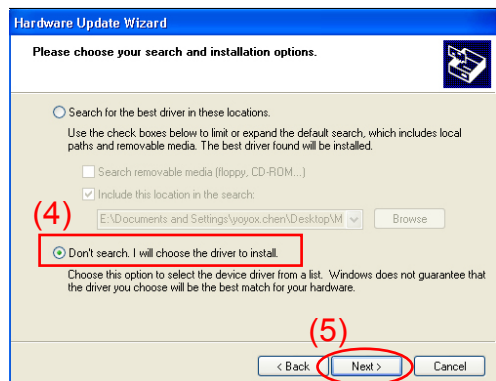 Hardware Update Wizard
Please choose your search and installation options.
Search for the best driver in these locations.
Use the check boxes below to limit or expand the default search, which includes local
paths and removable media. The best driver found will be installed.
Search removable media (floppy, CD-ROM...)
Include this location in the search:
(4)
E:\Documents and Settings\yoyox.chen\Desktop\M
Browse
Don't search. I will choose the driver to install.
Choose this option to select the device driver from a list. Windows does not guarantee that
the driver you choose will be the best match for your hardware.
(5)
< Back
Next >
Cancel